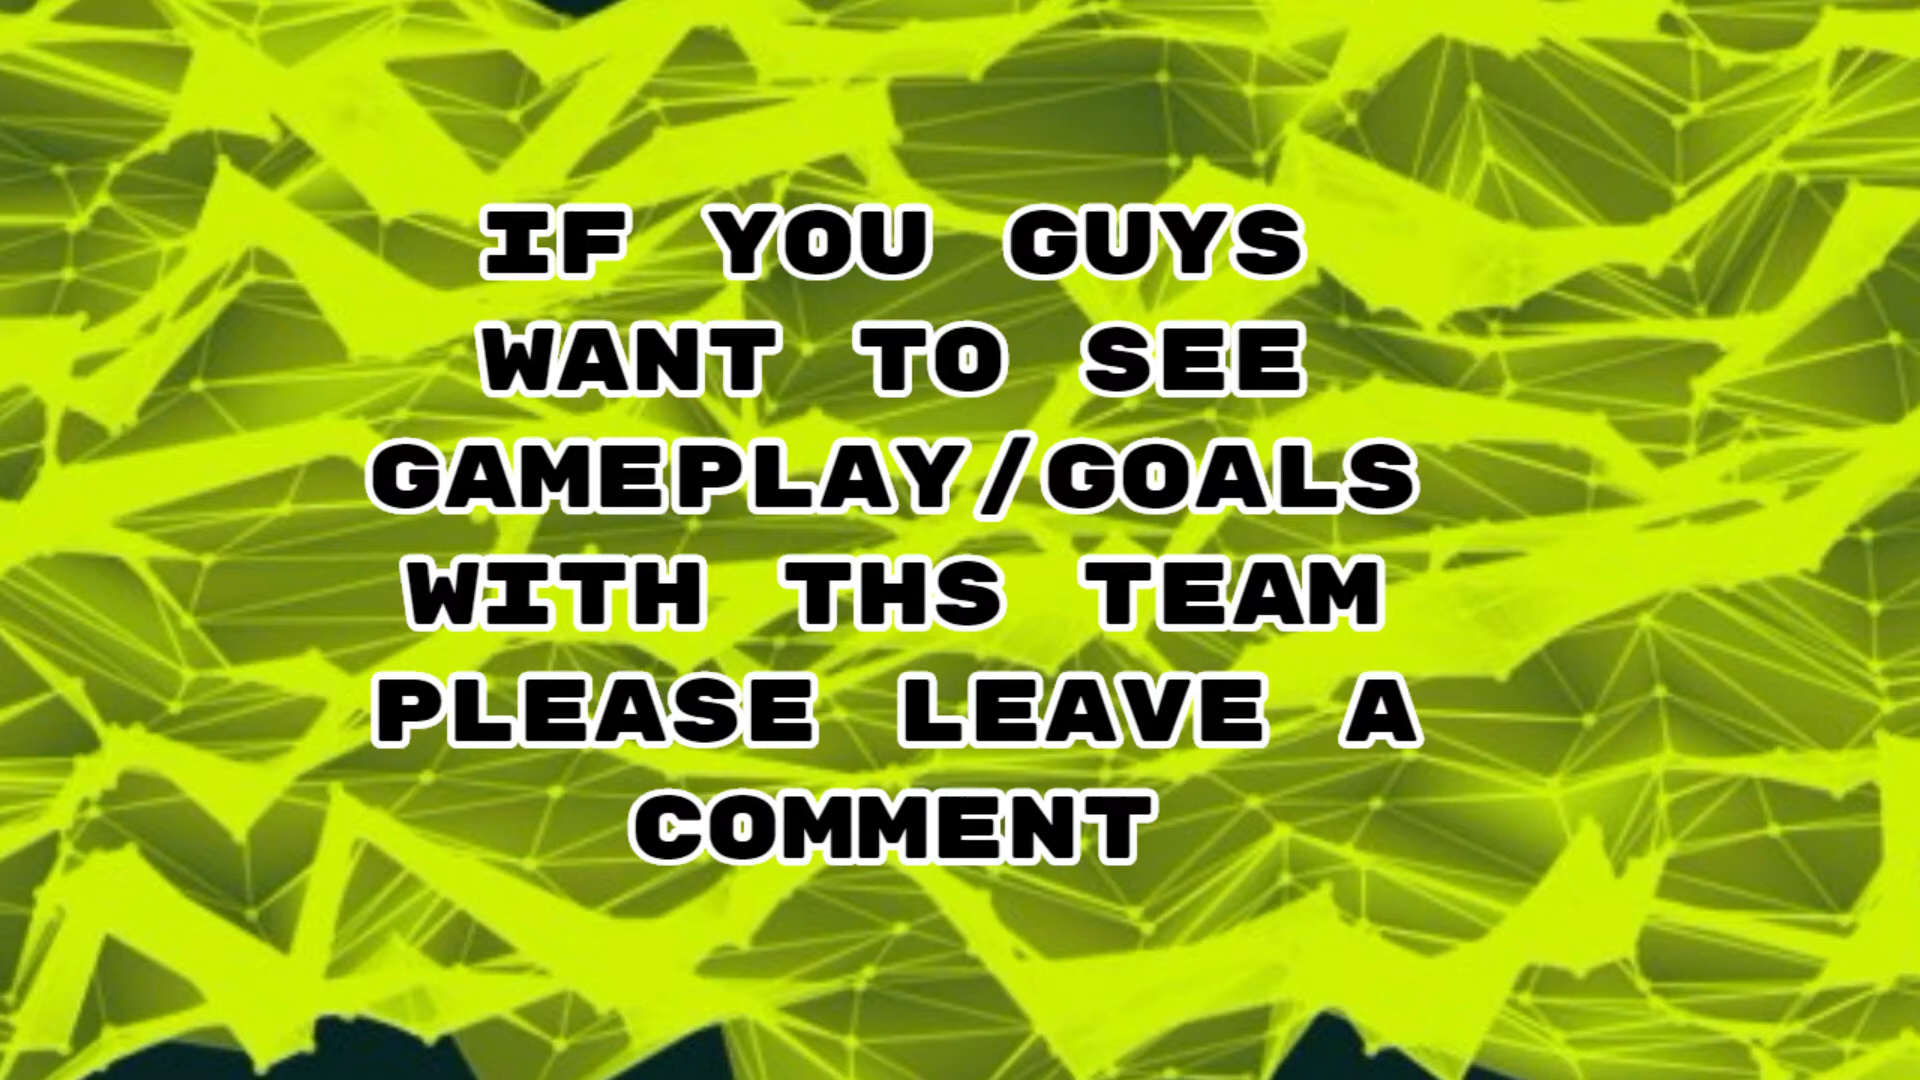 IF YOU GUYS
WANT TO SEE
GAMEPLAY/GOALS
WITH THS TEAM
PLEASE LEAVE A
COMMENT